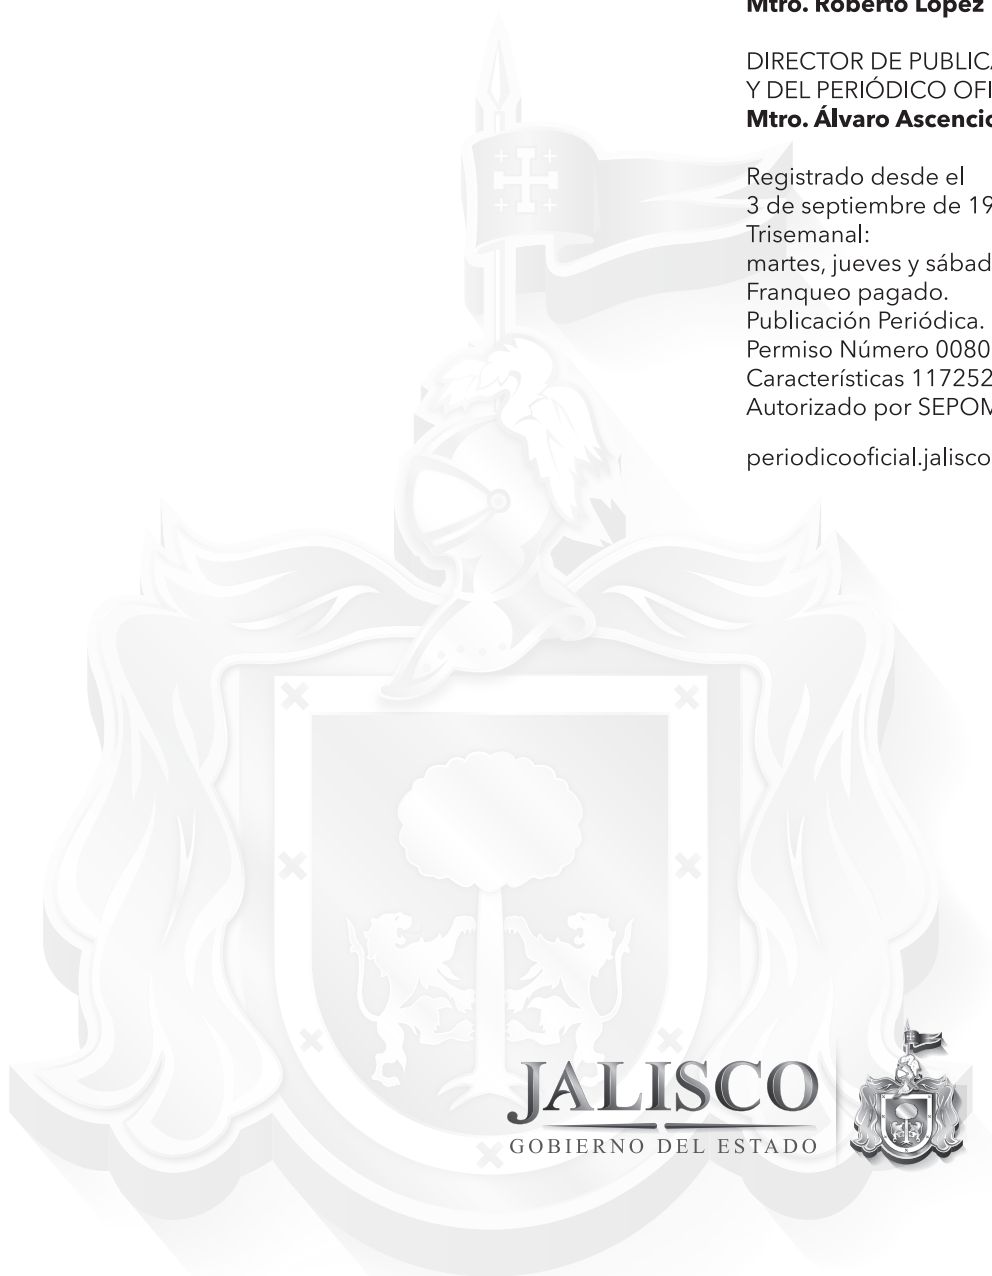 Mtro. Roberto López
DIRECTOR DE PUBLICA
Y DEL PERIÓDICO OFI
Mtro. Álvaro Ascencio
Registrado desde el
3 de septiembre de 19
Trisemanal:
martes, jueves y sábad
Franqueo pagado.
Publicación Periódica.
Permiso Número 0080
Características 117252
Autorizado por SEPOM
periodicooficial.jalisco
JALISCO
GOBIERNO DEL ESTADO